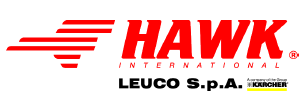 HAWK®
INTERNATIONAL
LEUCO S.p.A.
A company of the Group
KÄRCHER